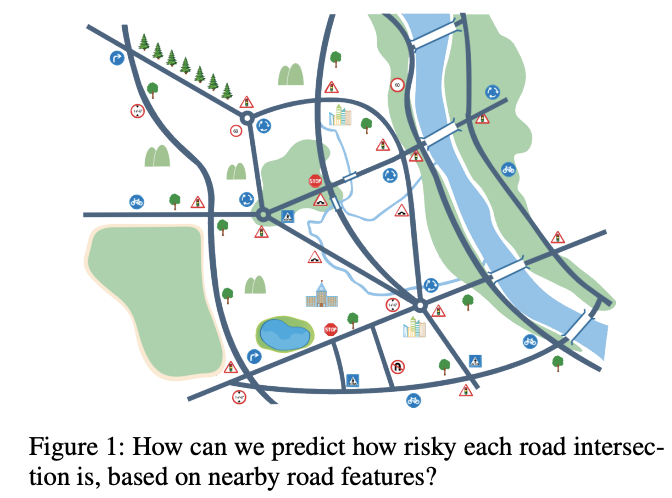 STOP
STOP
Figure 1: How can we predict how risky each road intersec-
tion is, based on nearby road features?